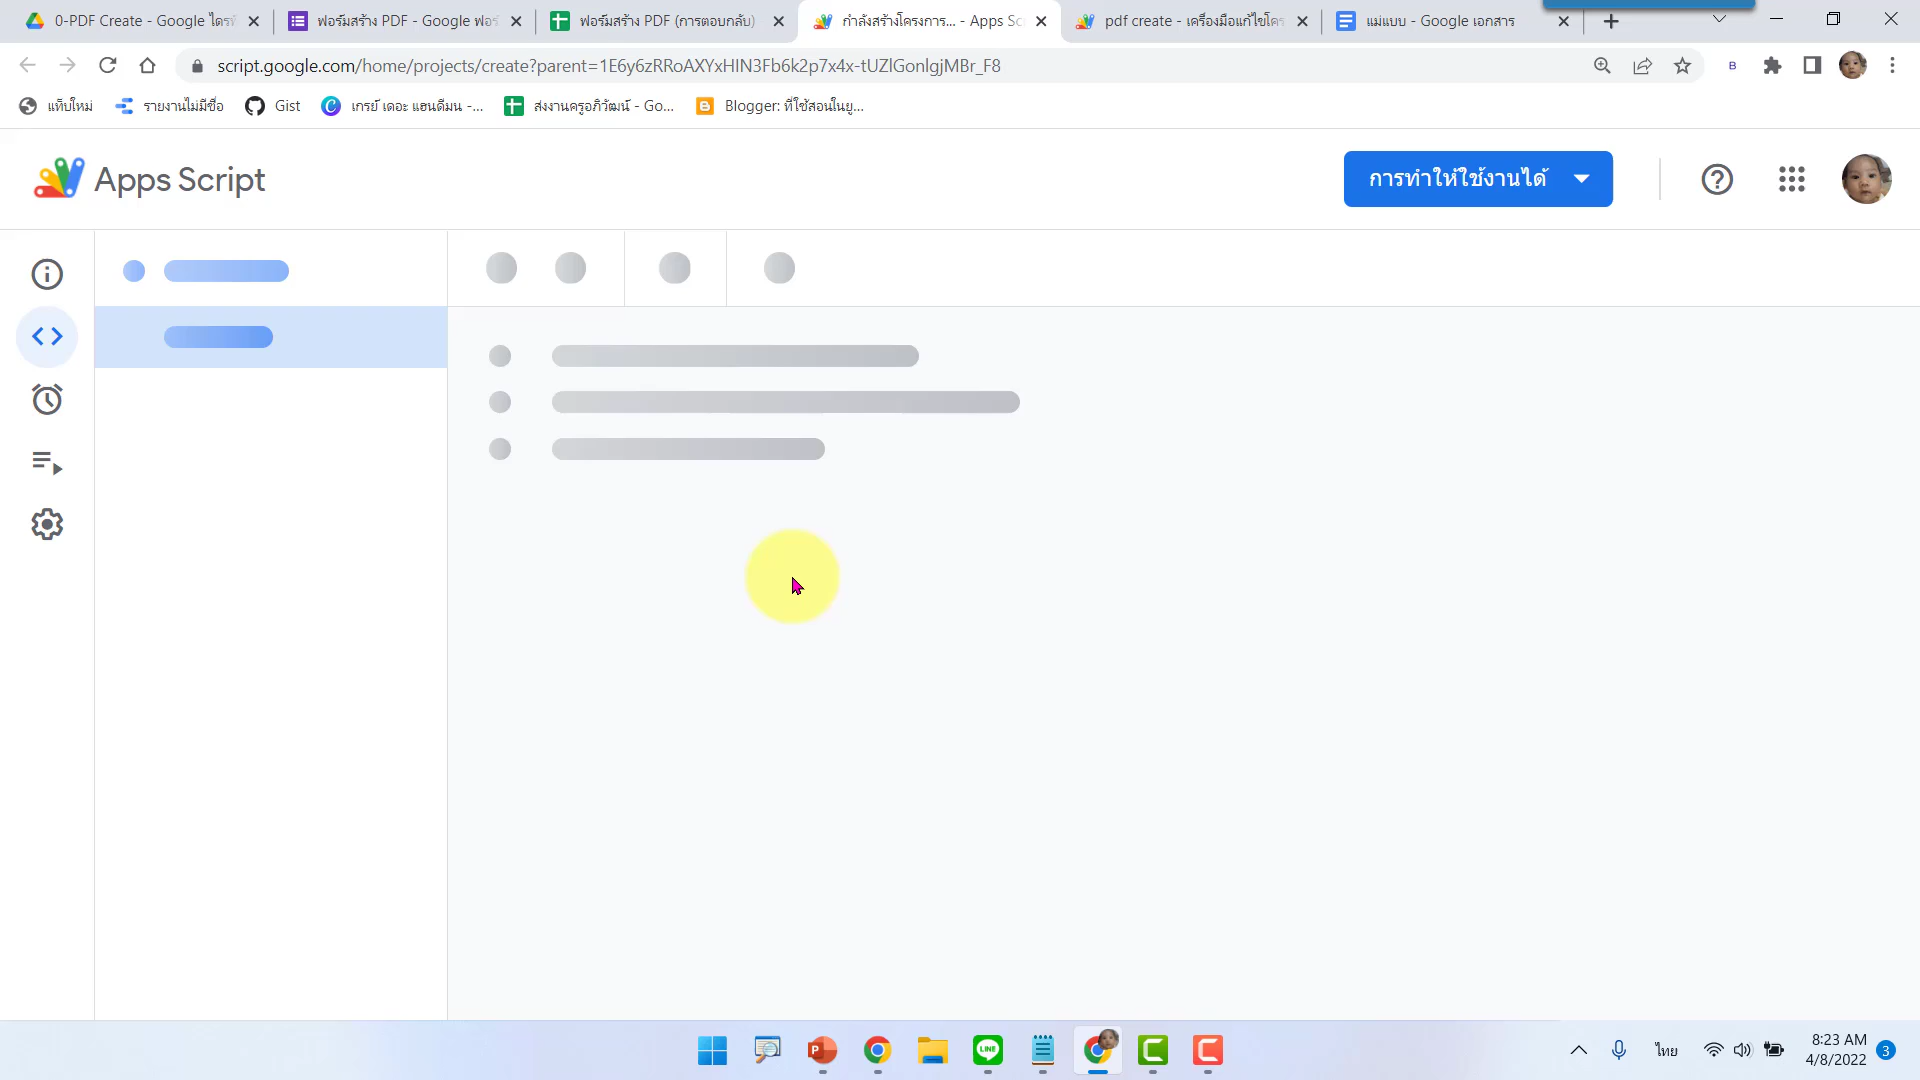 0-PDF Create - Google ไดรฟ์
ฟอร์มสร้าง PDF - Google ฟอร์
ฟอร์มสร้าง PDF (การตอบกลับ)
กำลังสร้างโครงการ... - Apps Sc
pdf create - เครื่องมือแก้ไขโคร
แม่แบบ - Google เอกสาร
script.google.com/home/projects/create?parent=1E6y6zRRoAXYxHIN3Fb6k2p7x4x-tUZlGonlgjMBr_F8
B
แท็บใหม่
รายงานไม่มีชื่อ
Gist
เกรย์ เดอะ แฮนดีมน -...
ส่งงานครูอภิวัฒน์ - Go...
Blogger: ที่ใช้สอนในยู...
Apps Script
การทำให้ใช้งานได้
ไทย
8:23 AM
4/8/2022
3